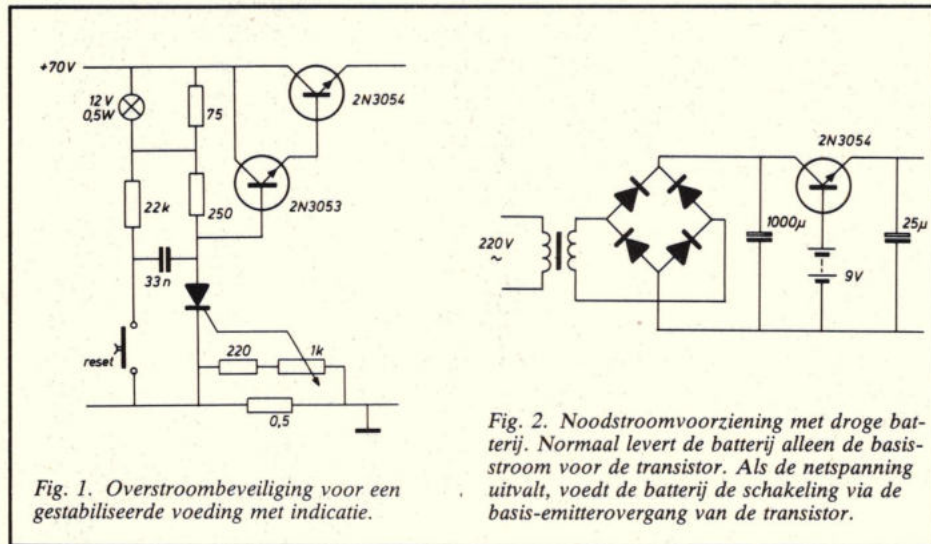 +70V
12 V
0,5W
75
2N3054
22k
250
2N3053
33n
reset
220
1k
0,5
Fig. 1. Overstroombeveiliging voor een
gestabiliseerde voeding met indicatie.
2N3054
220V
~
1000µ
25µ
9V
Fig. 2. Noodstroomvoorziening met droge bat-
terij. Normaal levert de batterij alleen de basis-
stroom voor de transistor. Als de netspanning
uitvalt, voedt de batterij de schakeling via de
basis-emitterovergang van de transistor.